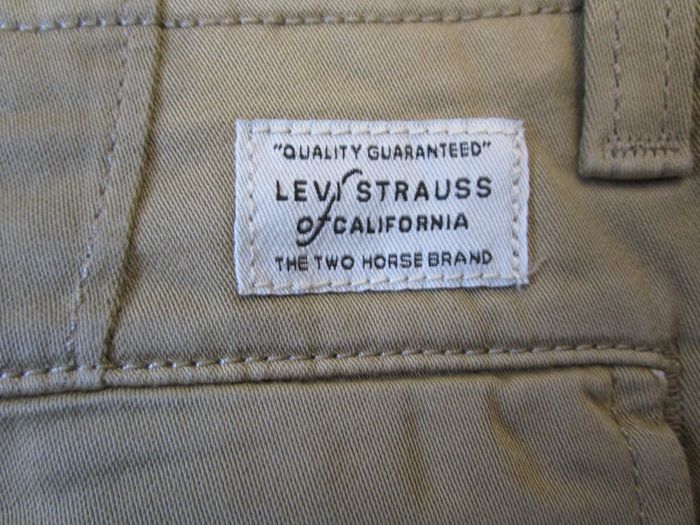 "QUALITY GUARANTEED"
LEVI STRAUSS
of CALIFORNIA
THE TWO HORSE BRAND